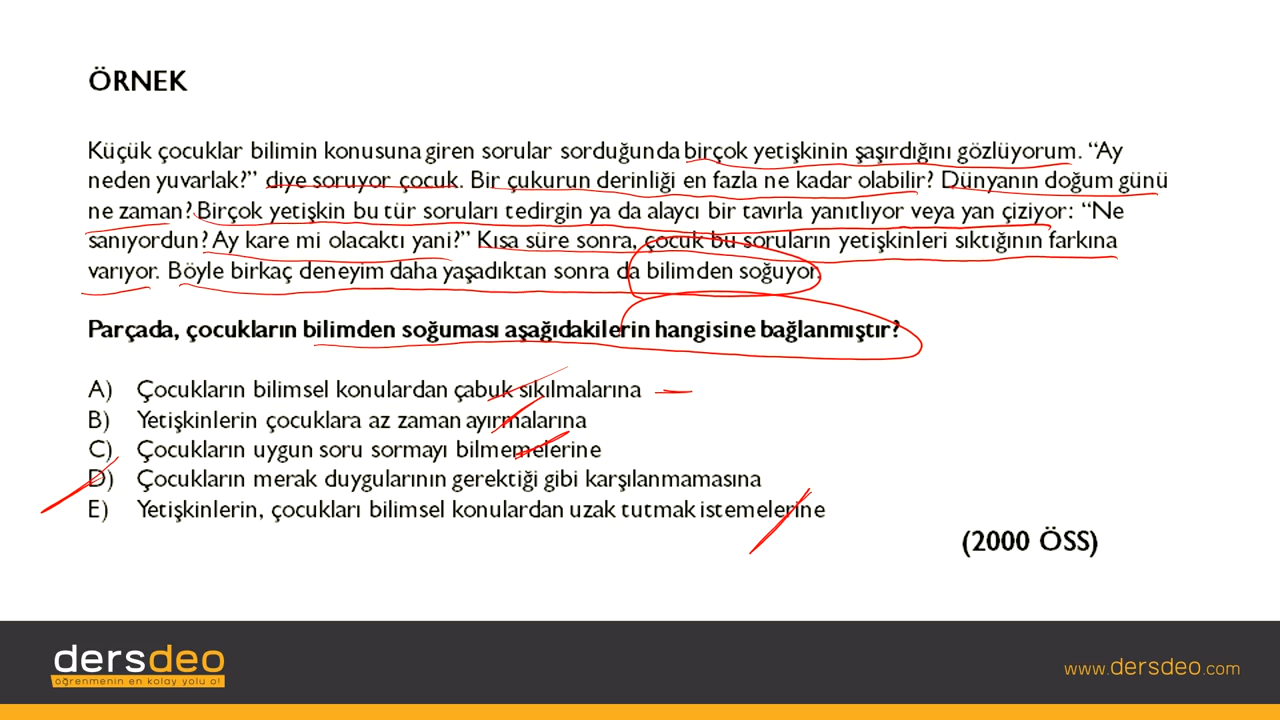 ÖRNEK
Küçük çocuklar bilimin konusuna giren sorular sorduğunda birçok yetişkinin şaşırdığını gözlüyorum. “Ay
neden yuvarlak?” diye soruyor çocuk. Bir çukurun derinliği en fazla ne kadar olabilir? Dünyanın doğum günü
ne zaman? Birçok yetişkin bu tür soruları tedirgin ya da alaycı bir tavırla yanıtlıyor veya yan çiziyor: “Ne
sanıyordun? Ay kare mi olacaktı yani?” Kısa süre sonra, çocuk bu soruların yetişkinleri sıktığının farkına
varıyor. Böyle birkaç deneyim daha yaşadıktan sonra da bilimden soğuyor.
Parçada, çocukların bilimden soğuması aşağıdakilerin hangisine bağlanmıştır?
A) Çocukların bilimsel konulardan çabuk sıkılmalarına
B) Yetişkinlerin çocuklara az zaman ayırmalarına
C) Çocukların uygun soru sormayı bilmemelerine
D) Çocukların merak duygularının gerektiği gibi karşılanmamasına
E) Yetişkinlerin, çocukları bilimsel konulardan uzak tutmak istemelerine
(2000 ÖSS)
dersdeo
öğrenmenin en kolay yolu o!
www.dersdeo.com